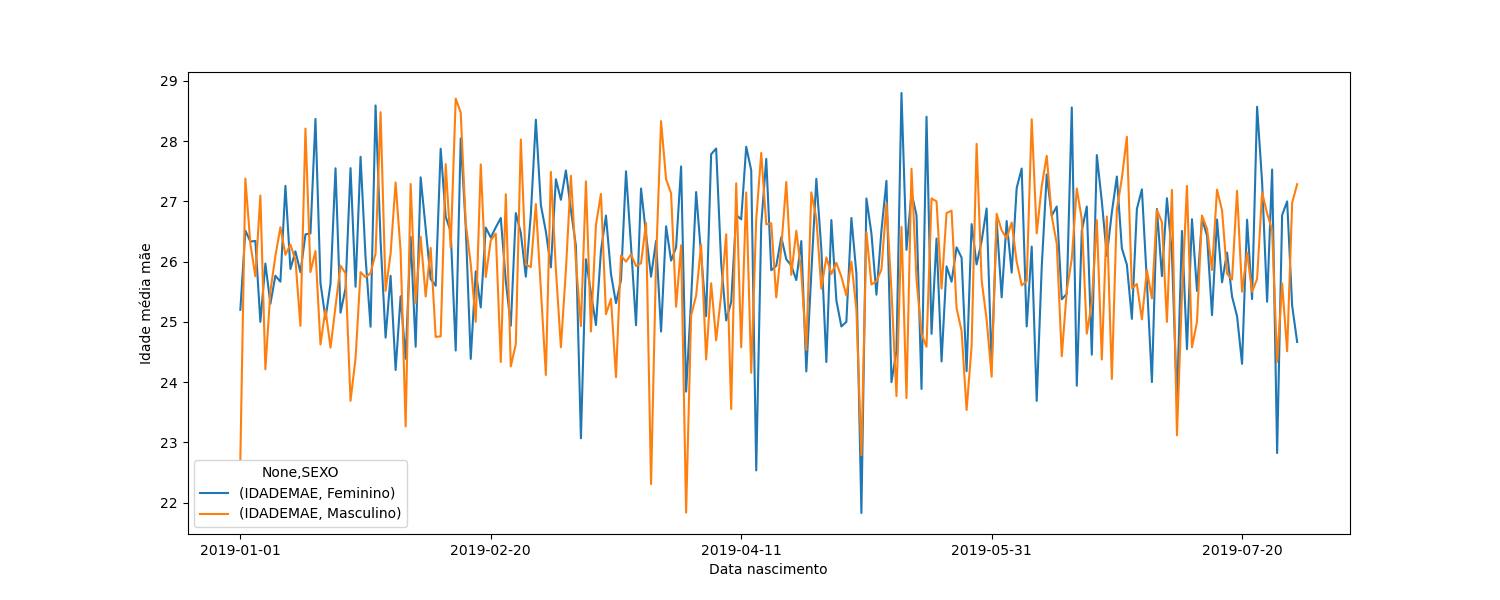 29
28
27
26
25
24
23
22
Idade média mãe
None,SEXO
(IDADEMAE, Feminino)
(IDADEMAE, Masculino)
2019-01-01 2019-02-20 2019-04-11 2019-05-31 2019-07-20
Data nascimento